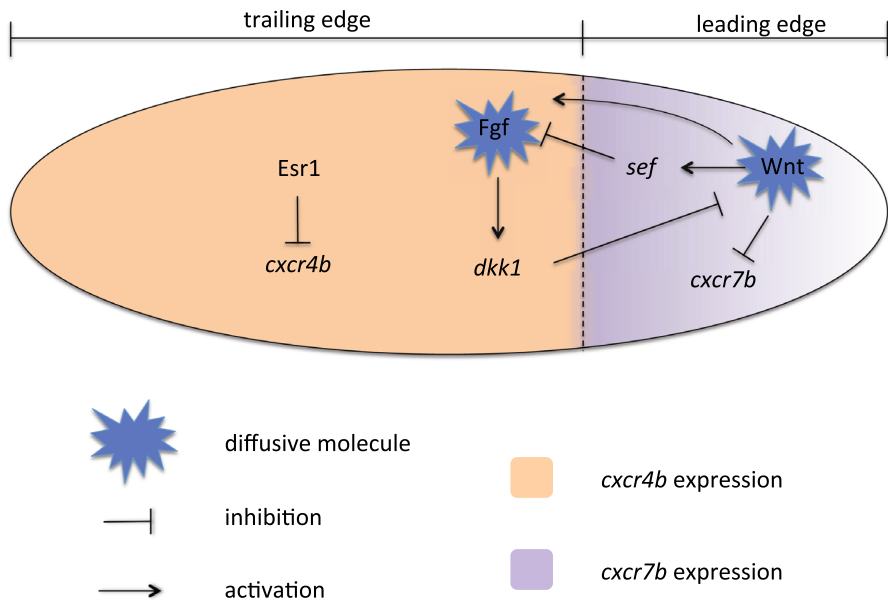 trailing edge
leading edge
Fgf
Esr1
sef
Wnt
cxcr4b
dkk1
cxcr7b
diffusive molecule
inhibition
activation
cxcr4b expression
cxcr7b expression